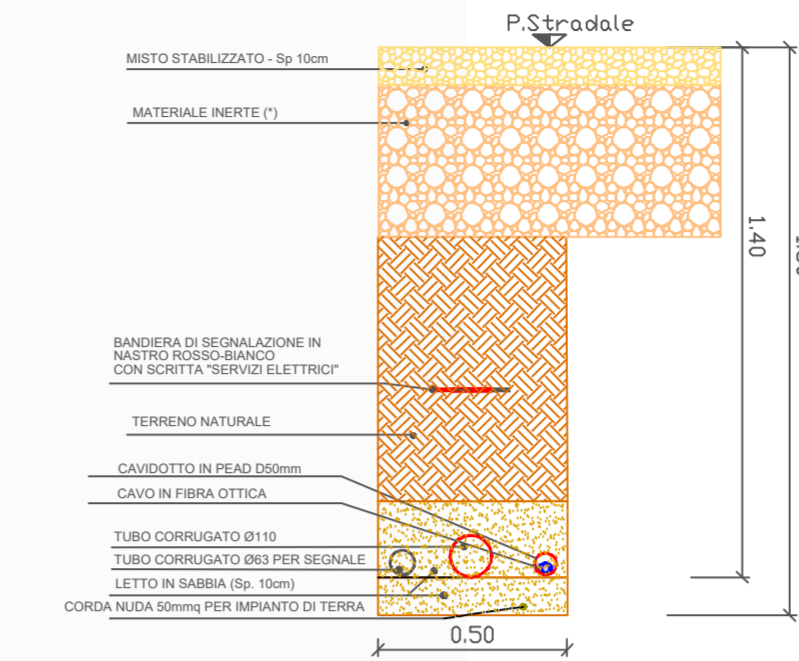 P.Stradale
MISTO STABILIZZATO - Sp 10cm
MATERIALE INERTE (*)
1.40
BANDIERA DI SEGNALAZIONE IN
NASTRO ROSSO-BIANCO
CON SCRITTA "SERVIZI ELETTRICI"
TERRENO NATURALE
CAVIDOTTO IN PEAD D50mm
CAVO IN FIBRA OTTICA
TUBO CORRUGATO Ø110
TUBO CORRUGATO Ø63 PER SEGNALE
LETTO IN SABBIA (Sp. 10cm)
CORDA NUDA 50mmq PER IMPIANTO DI TERRA
0.50